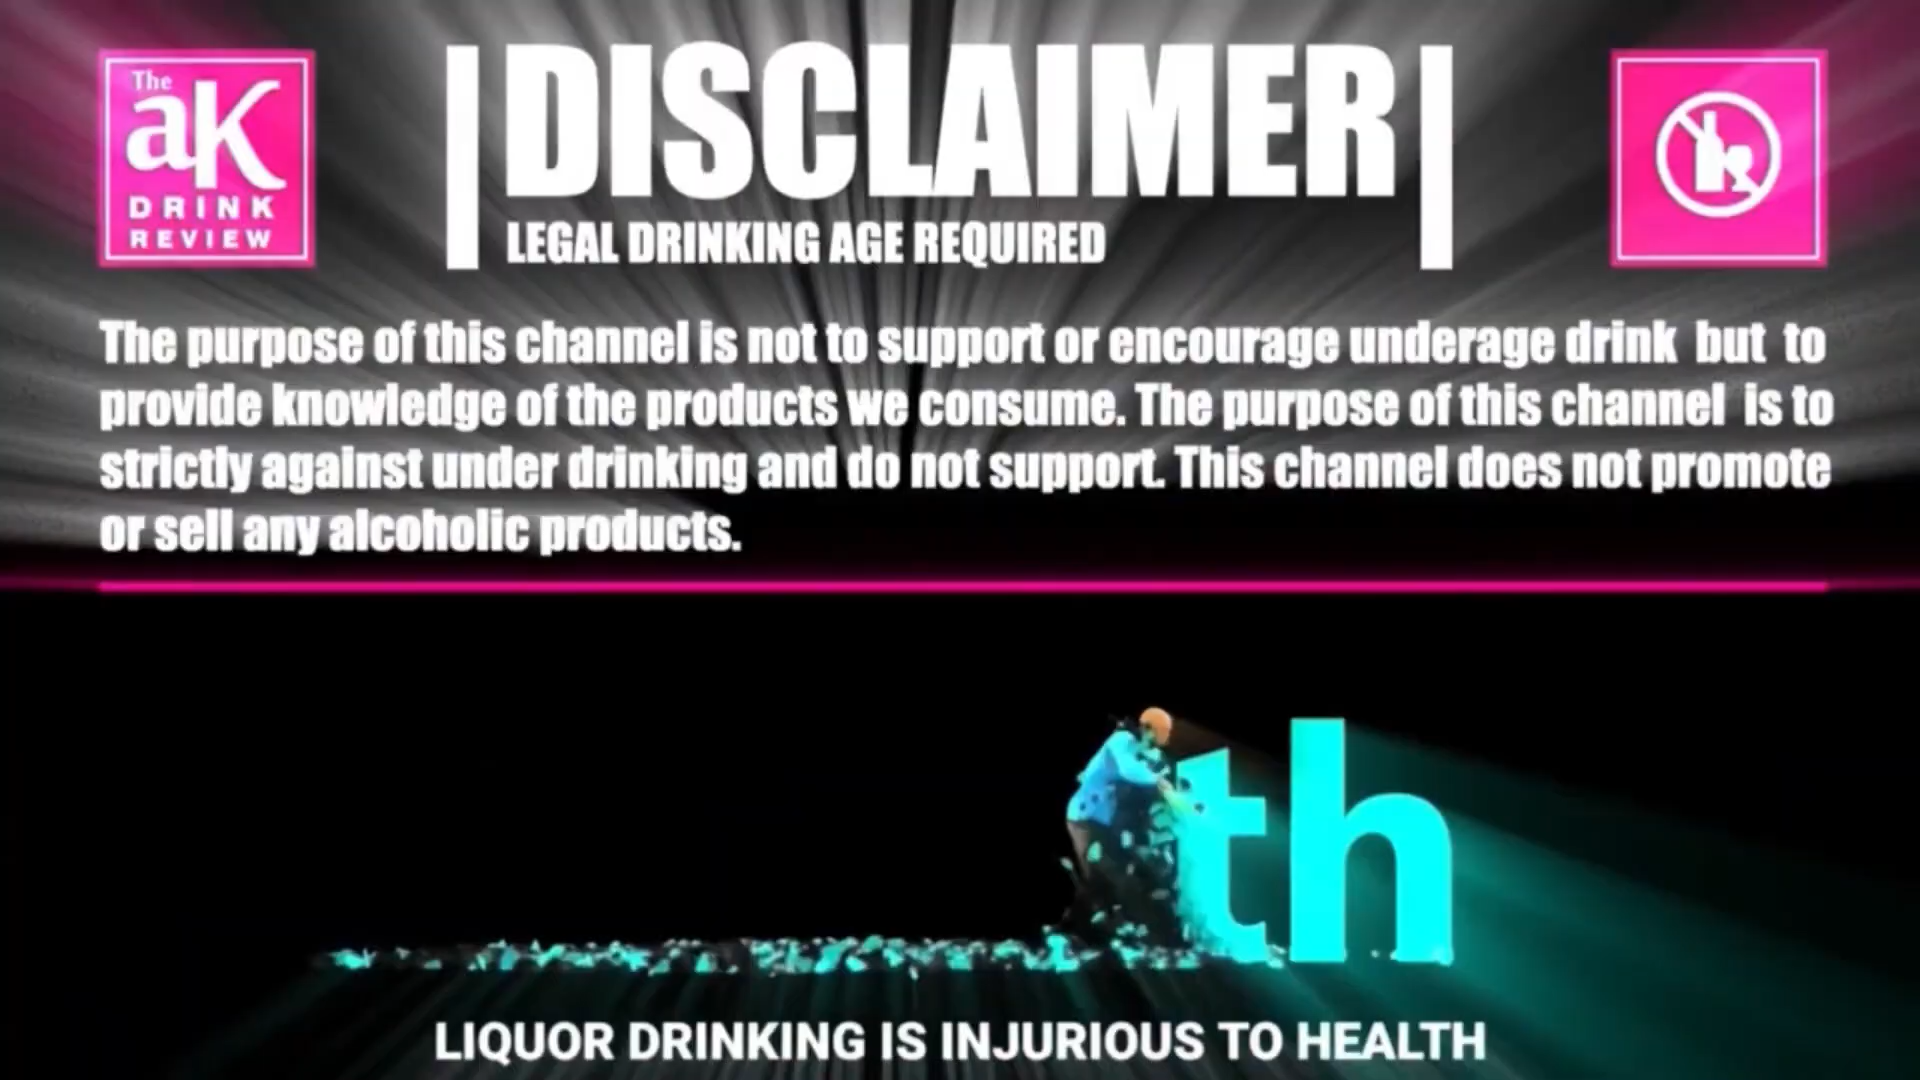 The
aK
DRINK
REVIEW
DISCLAIMER
LEGAL DRINKING AGE REQUIRED
The purpose of this channel is not to support or encourage underage drink but to
provide knowledge of the products we consume. The purpose of this channel is to
strictly against under drinking and do not support. This channel does not promote
or sell any alcoholic products.
th
LIQUOR DRINKING IS INJURIOUS TO HEALTH